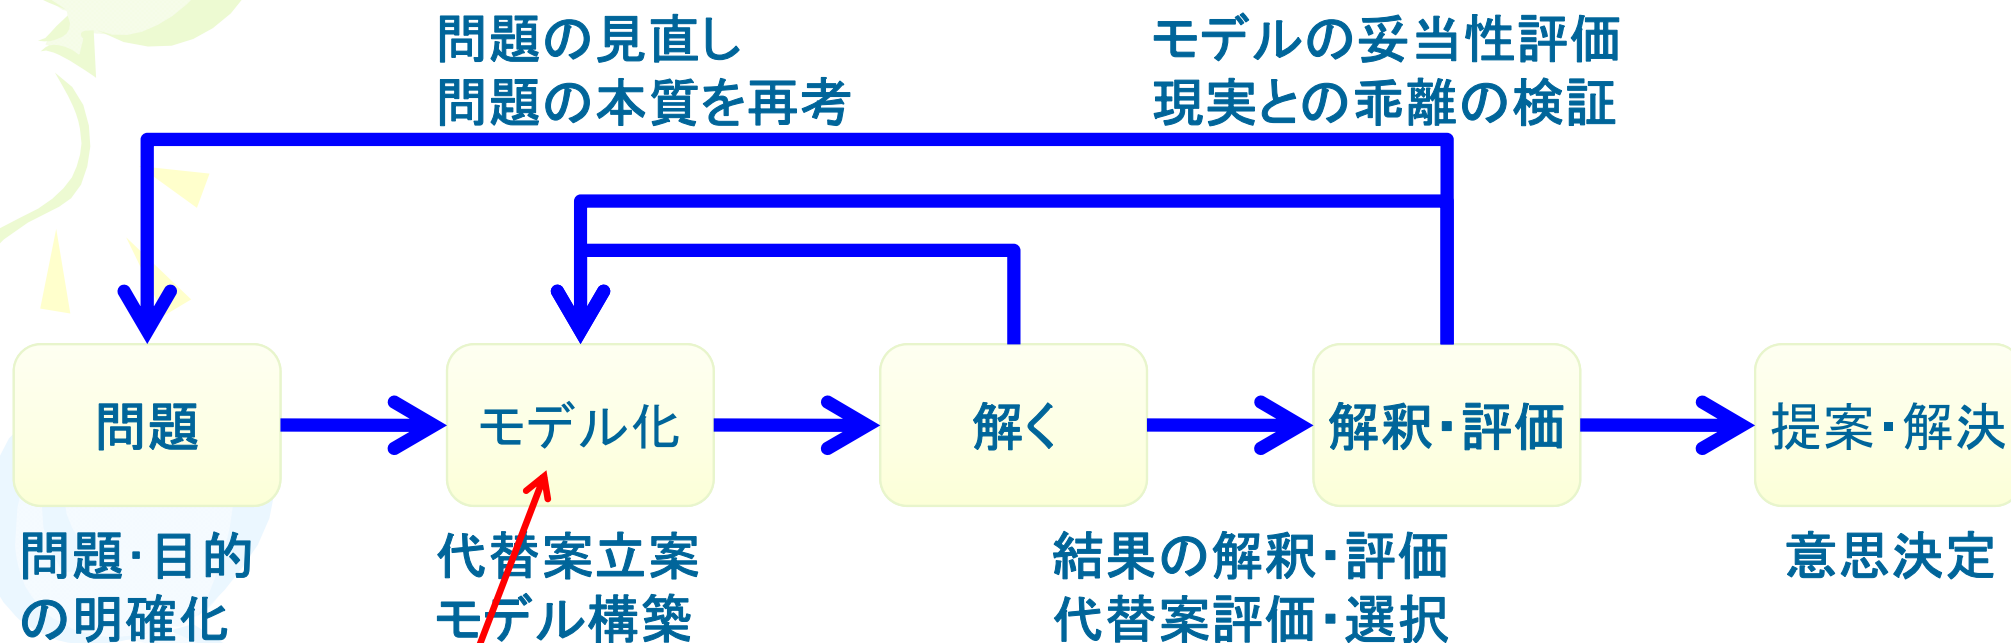 問題の見直し
問題の本質を再考
モデルの妥当性評価
現実との乖離の検証
問題
モデル化
解く
解釈・評価
提案・解決
問題・目的
の明確化
代替案立案
モデル構築
結果の解釈・評価
代替案評価・選択
意思決定